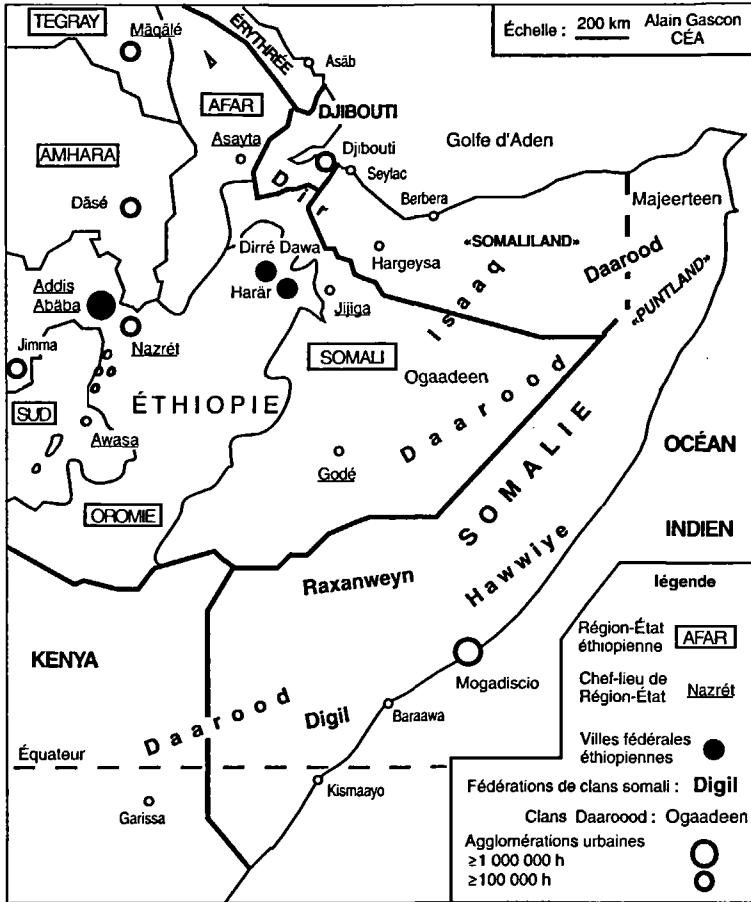 TEGRAY
Mäqälé
ÉRYTHRÉE
Asäb
Échelle : 200 km
Alain Gascon
CÉA
AFAR
DJIBOUTI
Golfe d'Aden
AMHARA
Asayta
Djibouti
Seylac
Dir
Berbera
Majeerteen
Däsé
Dirré Dawa
Hargeysa
«SOMALILAND»
Daarood
«PUNTLAND»
Addis
Abäba
Harär
Jijiga
Isaaq
Nazrét
Jimma
SOMALI
Ogaadeen
ÉTHIOPIE
Daarood
SUD
Awasa
Godé
SOMALIE
OCÉAN
INDIEN
OROMIE
Hawwiye
Raxanweyn
KENYA
Mogadiscio
Daarood
Digil
Baraawa
Équateur
Kismaayo
Garissa
légende
Région-État
éthiopienne
AFAR
Chef-lieu de
Région-État
Nazrét
Villes fédérales
éthiopiennes
Fédérations de clans somali : Digil
Clans Daaroood : Ogaadeen
Agglomérations urbaines
≥1 000 000 h
≥100 000 h